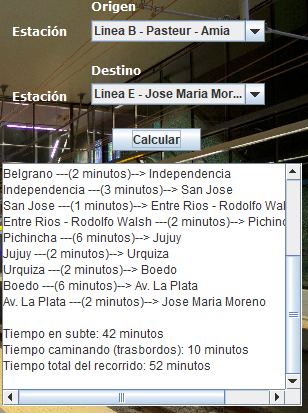 Origen
Estación
Linea B - Pasteur - Amia
Destino
Estación
Linea E - Jose Maria Mor...
Calcular
Belgrano ---(2 minutos)--> Independencia
Independencia ---(3 minutos)--> San Jose
San Jose ---(1 minutos)--> Entre Rios - Rodolfo Wal
Entre Rios - Rodolfo Walsh ---(2 minutos)--> Pichinc
Pichincha ---(6 minutos)--> Jujuy
Jujuy ---(2 minutos)--> Urquiza
Urquiza ---(2 minutos)--> Boedo
Boedo ---(6 minutos)--> Av. La Plata
Av. La Plata ---(2 minutos)--> Jose Maria Moreno
Tiempo en subte: 42 minutos
Tiempo caminando (trasbordos): 10 minutos
Tiempo total del recorrido: 52 minutos